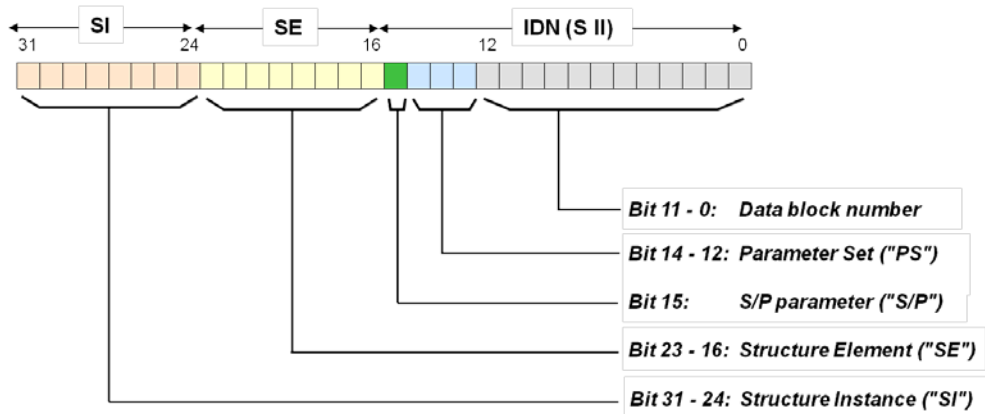 SI SE IDN (S II)
31 24 16 12 0
Bit 11 - 0: Data block number
Bit 14 - 12: Parameter Set ("PS")
Bit 15: S/P parameter ("S/P")
Bit 23 - 16: Structure Element ("SE")
Bit 31 - 24: Structure Instance ("SI")